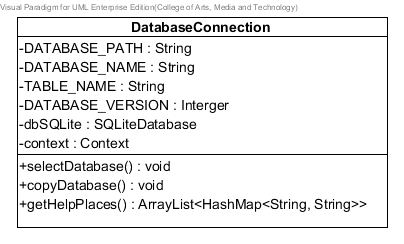 Visual Paradigm for UML Enterprise Edition(College of Arts, Media and Technology)
DatabaseConnection
-DATABASE_PATH : String
-DATABASE_NAME : String
-TABLE_NAME : String
-DATABASE_VERSION : Interger
-dbSQLite : SQLiteDatabase
-context : Context
+selectDatabase() : void
+copyDatabase() : void
+getHelpPlaces() : ArrayList<HashMap<String, String>>